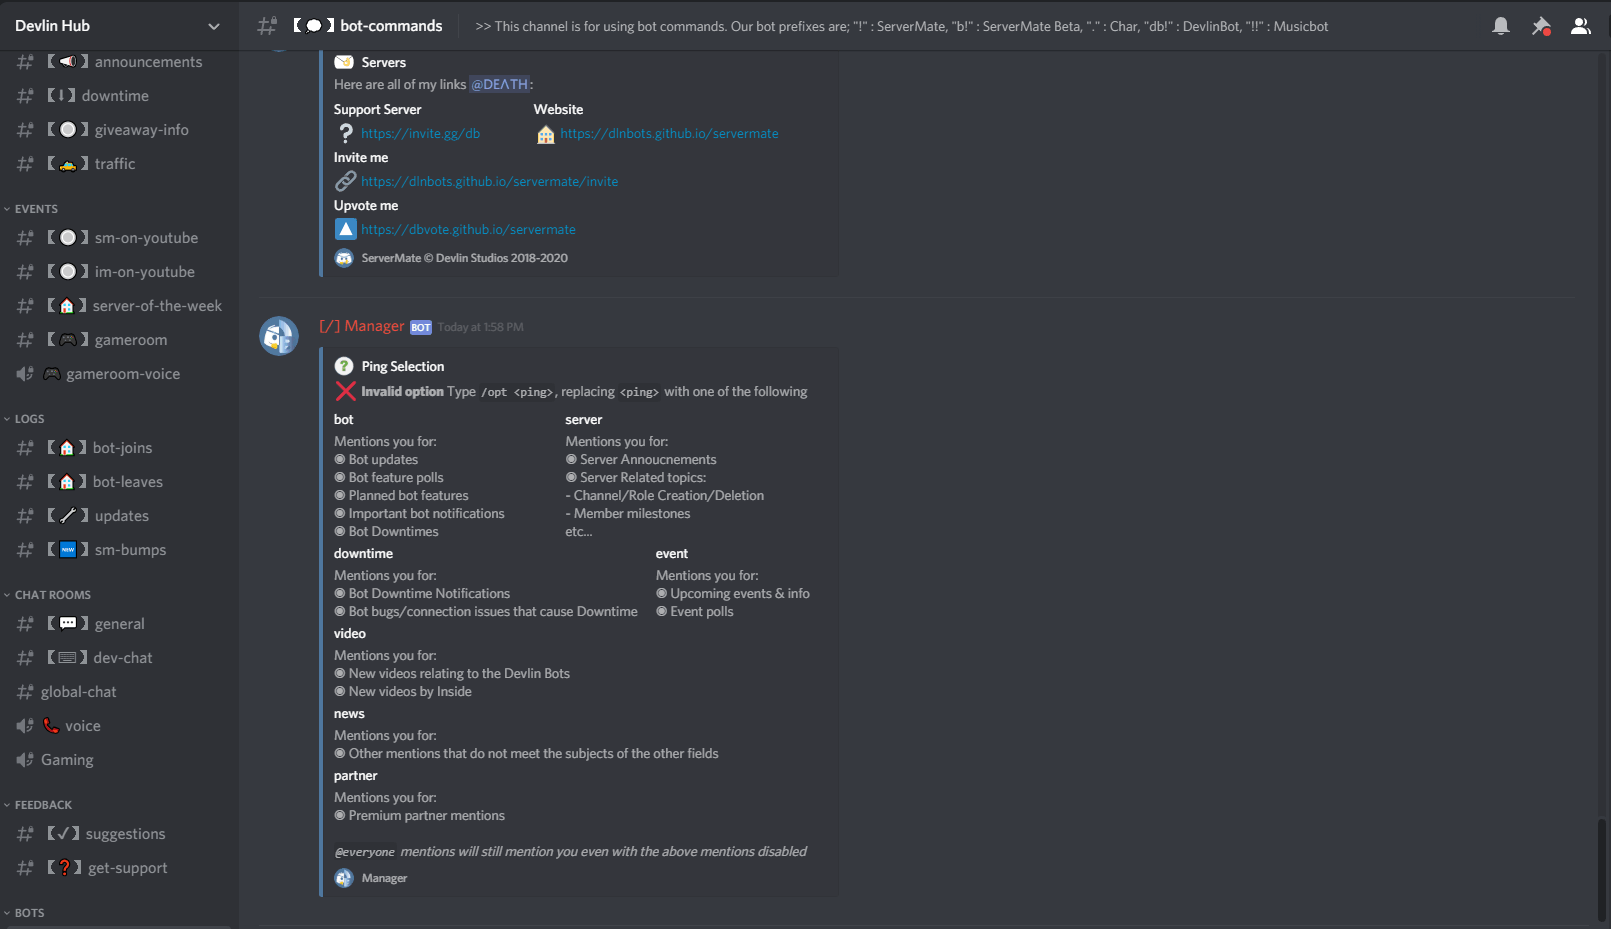 Devlin Hub
【📢】announcements
【⬇】downtime
【⚪】giveaway-info
【🚕】traffic
EVENTS
【⚪】sm-on-youtube
【⚪】im-on-youtube
【🏠】server-of-the-week
【🎮】gameroom
🎮 gameroom-voice
LOGS
【🏠】bot-joins
【🏠】bot-leaves
【🔧】updates
【🆕】sm-bumps
CHAT ROOMS
【💬】general
【⌨】dev-chat
global-chat
📞 voice
Gaming
FEEDBACK
【✓】suggestions
【❓】get-support
BOTS
【💬】bot-commands
>> This channel is for using bot commands. Our bot prefixes are; "!" : ServerMate, "b!" : ServerMate Beta, "." : Char, "db!" : DevlinBot, "!!" : Musicbot
Servers
Here are all of my links @DEΛTH:
Support Server Website
https://invite.gg/db https://dlnbots.github.io/servermate
Invite me
https://dlnbots.github.io/servermate/invite
Upvote me
https://dbvote.github.io/servermate
ServerMate © Devlin Studios 2018-2020
[/] Manager BOT Today at 1:58 PM
Ping Selection
❌ Invalid option Type /opt <ping>, replacing <ping> with one of the following
bot server
Mentions you for: Mentions you for:
◉ Bot updates ◉ Server Annoucnements
◉ Bot feature polls ◉ Server Related topics:
◉ Planned bot features - Channel/Role Creation/Deletion
◉ Important bot notifications - Member milestones
◉ Bot Downtimes etc...
downtime event
Mentions you for: Mentions you for:
◉ Bot Downtime Notifications ◉ Upcoming events & info
◉ Bot bugs/connection issues that cause Downtime ◉ Event polls
video
Mentions you for:
◉ New videos relating to the Devlin Bots
◉ New videos by Inside
news
Mentions you for:
◉ Other mentions that do not meet the subjects of the other fields
partner
Mentions you for:
◉ Premium partner mentions
@everyone mentions will still mention you even with the above mentions disabled
Manager